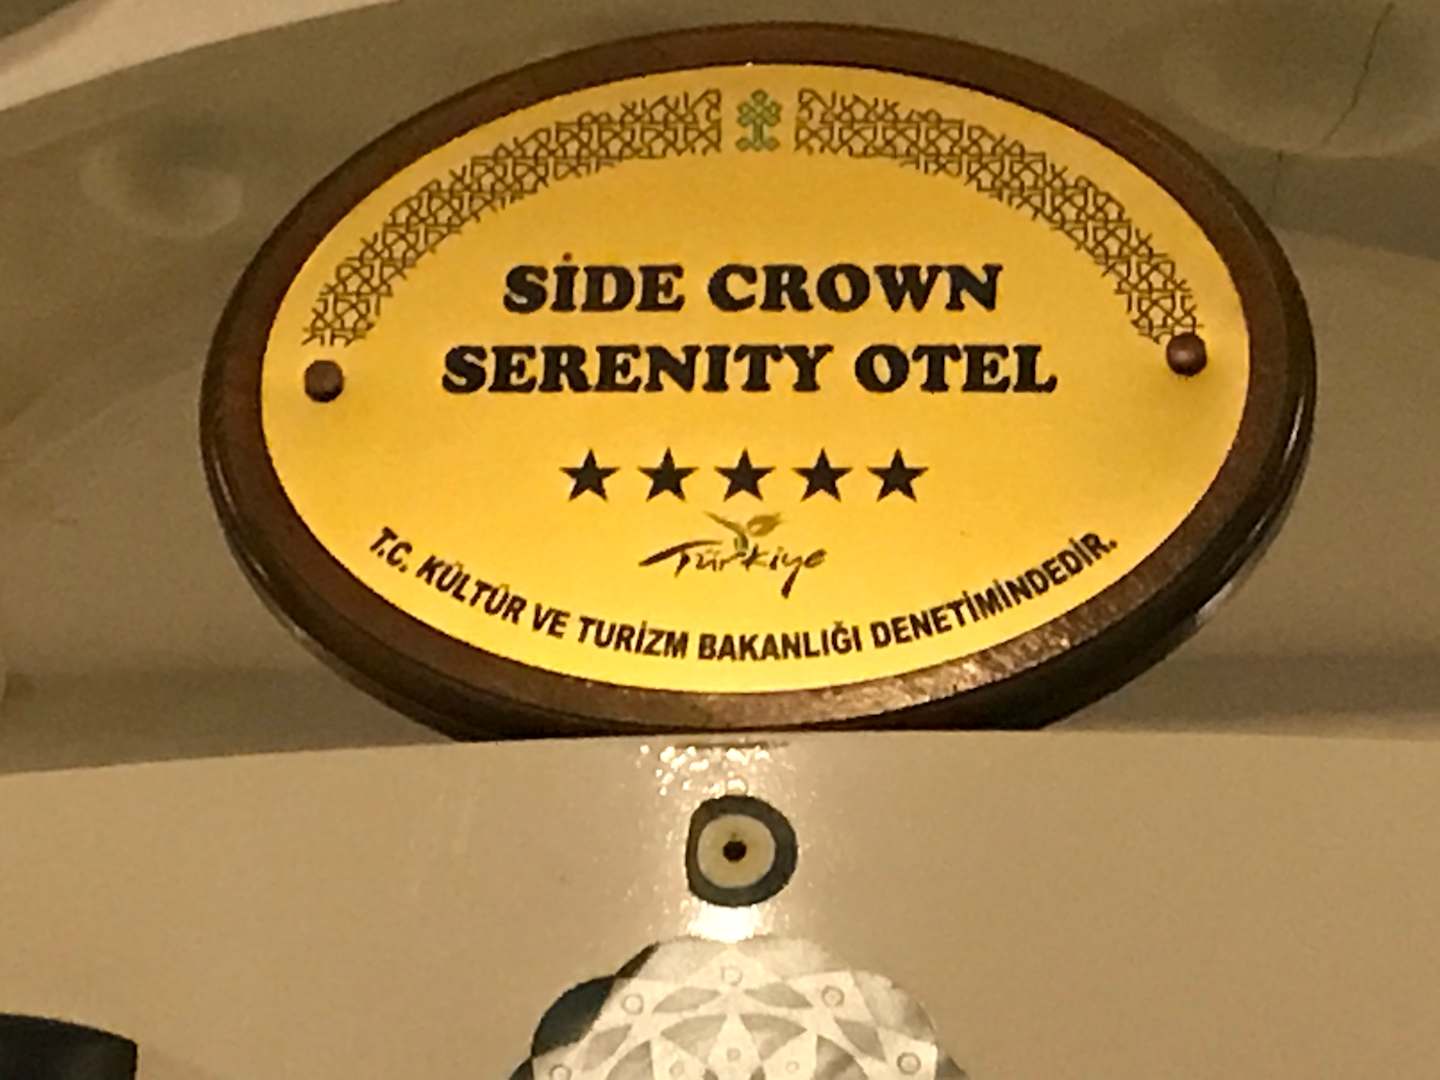 SİDE CROWN
SERENITY OTEL
Türkiye
T.C. KÜLTÜR VE TURİZM BAKANLIĞI DENETİMİNDEDİR.